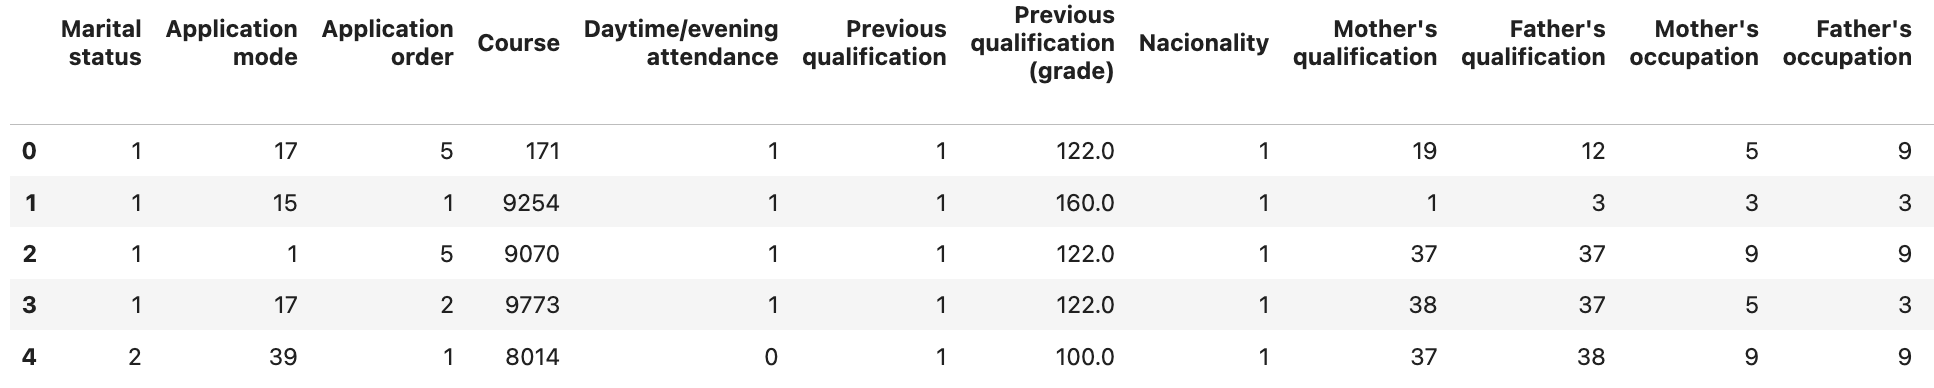 Marital status Application mode Application order Course Daytime/evening attendance Previous qualification Previous qualification (grade) Nacionality Mother's qualification Father's qualification Mother's occupation Father's occupation
0 1 17 5 171 1 1 122.0 1 19 12 5 9
1 1 15 1 9254 1 1 160.0 1 1 3 3 3
2 1 1 5 9070 1 1 122.0 1 37 37 9 9
3 1 17 2 9773 1 1 122.0 1 38 37 5 3
4 2 39 1 8014 0 1 100.0 1 37 38 9 9